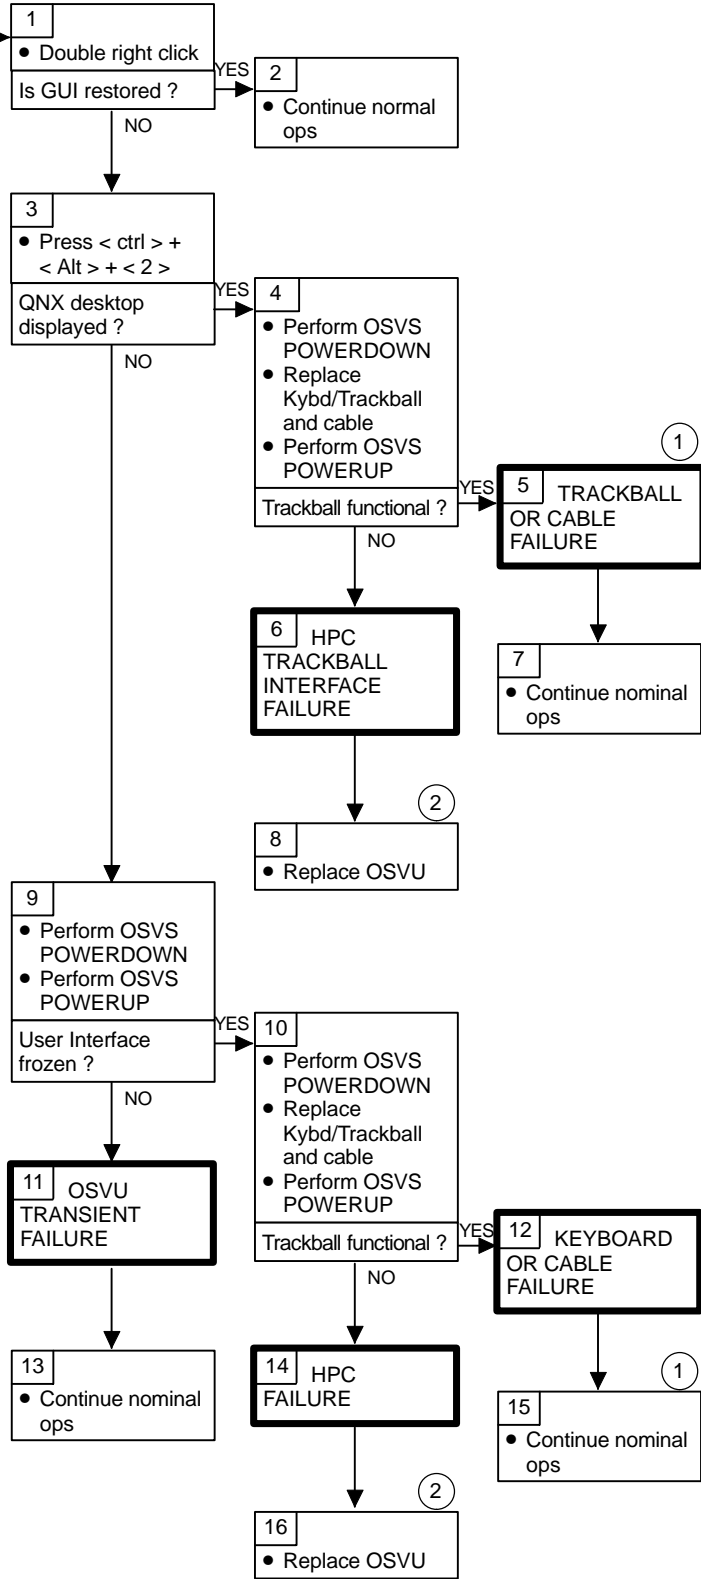 1
● Double right click
Is GUI restored ?
YES
NO
2
● Continue normal
ops
3
● Press < ctrl > +
< Alt > + < 2 >
QNX desktop
displayed ?
YES
NO
4
● Perform OSVS
POWERDOWN
● Replace
Kybd/Trackball
and cable
● Perform OSVS
POWERUP
Trackball functional ?
YES
NO
1
5 TRACKBALL
OR CABLE
FAILURE
6 HPC
TRACKBALL
INTERFACE
FAILURE
7
● Continue nominal
ops
2
8
● Replace OSVU
9
● Perform OSVS
POWERDOWN
● Perform OSVS
POWERUP
User Interface
frozen ?
YES
NO
10
● Perform OSVS
POWERDOWN
● Replace
Kybd/Trackball
and cable
● Perform OSVS
POWERUP
Trackball functional ?
YES
NO
11 OSVU
TRANSIENT
FAILURE
12 KEYBOARD
OR CABLE
FAILURE
13
● Continue nominal
ops
14 HPC
FAILURE
1
15
● Continue nominal
ops
2
16
● Replace OSVU